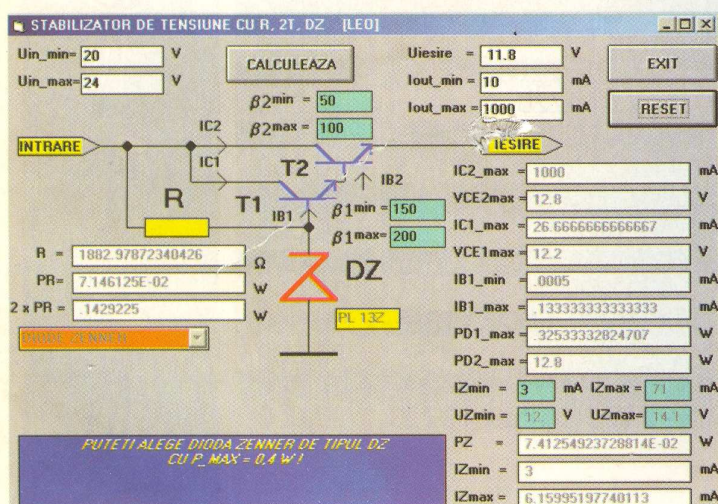 STABILIZATOR DE TENSIUNE CU R, 2T, DZ [LEO]
Uin_min= 20 V
Uin_max= 24 V
CALCULEAZA
Uiesire = 11.8 V
Iout_min = 10 mA
Iout_max = 1000 mA
EXIT
RESET
β2min = 50
β2max = 100
INTRARE
IC2
IC1
T2
IESIRE
R
T1
IB1
IB2
β1min = 150
β1max= 200
R = 1882.97872340426 Ω
PR= 7.146125E-02 W
2 x PR = .1429225 W
DIODE ZENNER
DZ
PL 13Z
IC2_max = 1000 mA
VCE2max = 12.8 V
IC1_max = 26.6666666666667 mA
VCE1max = 12.2 V
IB1_min = .0005 mA
IB1_max = .133333333333333 mA
PD1_max = .32533332824707 W
PD2_max = 12.8 W
IZmin = 3 mA IZmax = 71 mA
UZmin = 12. V UZmax= 14.1 V
PZ = 7.41254923728814E-02 W
IZmin = 3 mA
IZmax = 6.15995197740113 mA
PUTETI ALEGE DIODA ZENNER DE TIPUL DZ
CU P_MAX = 0,4 W !